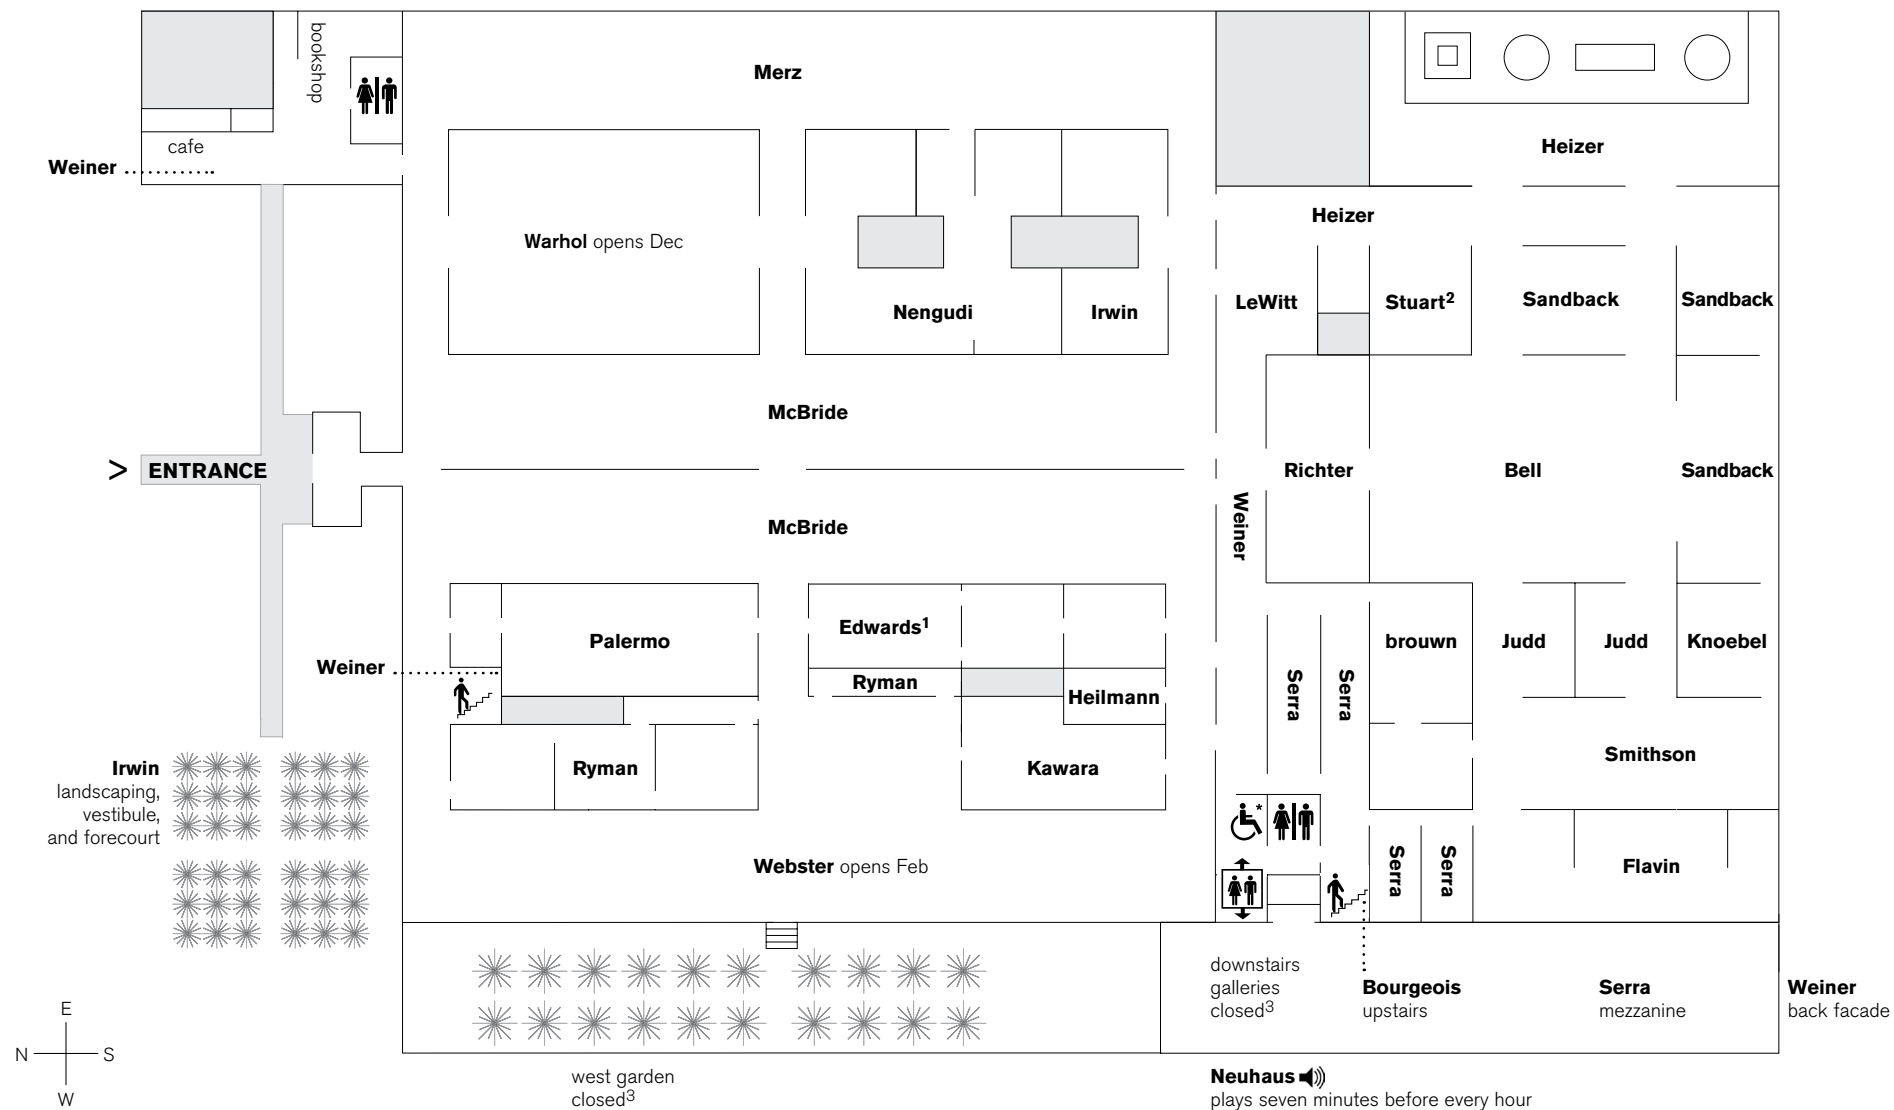 bookshop
Merz
cafe
Weiner
Heizer
Heizer
Warhol opens Dec
LeWitt
Stuart²
Sandback
Sandback
Nengudi
Irwin
McBride
> ENTRANCE
Richter
Bell
Sandback
Weiner
McBride
Edwards¹
Palermo
brouwn
Judd
Judd
Knoebel
Weiner
Ryman
Heilmann
Serra
Serra
Ryman
Kawara
Smithson
Irwin
landscaping,
vestibule,
and forecourt
*
Webster opens Feb
Serra
Serra
Flavin
downstairs
galleries
closed³
Bourgeois
upstairs
Serra
mezzanine
Weiner
back facade
E
N
S
W
west garden
closed³
Neuhaus
plays seven minutes before every hour